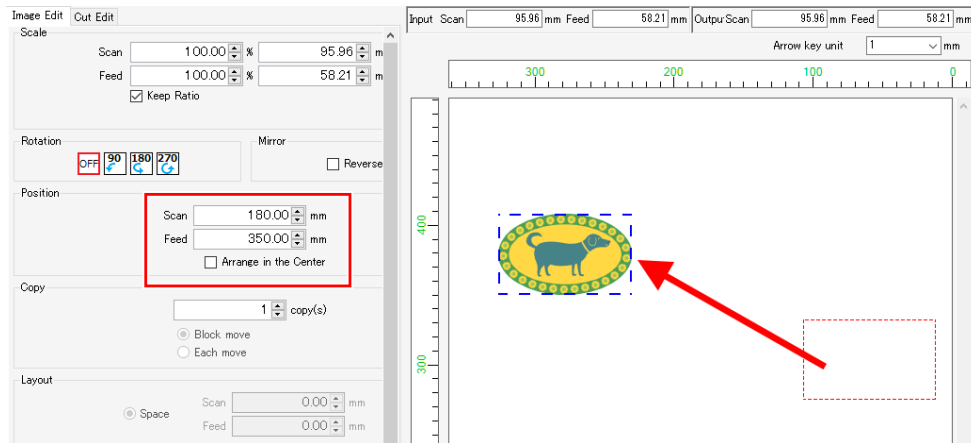 Image Edit Cut Edit
Input Scan 95.96 mm Feed 58.21 mm Outpu Scan 95.96 mm Feed 58.21 mm
Arrow key unit 1 mm
Scale
Scan 100.00 % 95.96 m
Feed 100.00 % 58.21 m
Keep Ratio
Rotation Mirror
OFF 90 180 270 Reverse
Position
Scan 180.00 mm
Feed 350.00 mm
Arrange in the Center
Copy
1 copy(s)
Block move
Each move
Layout
Space
Scan 0.00 mm
Feed 0.00 mm
300 200 100 0
400
300